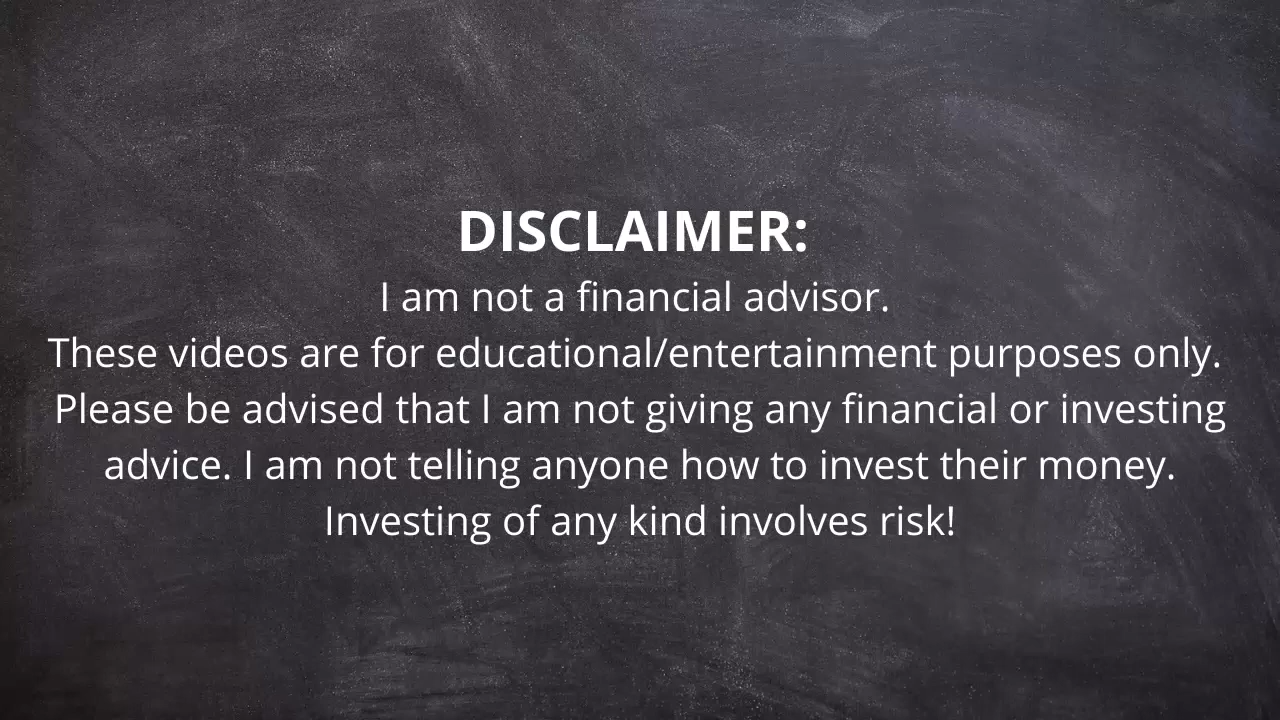 DISCLAIMER:
I am not a financial advisor.
These videos are for educational/entertainment purposes only.
Please be advised that I am not giving any financial or investing
advice. I am not telling anyone how to invest their money.
Investing of any kind involves risk!